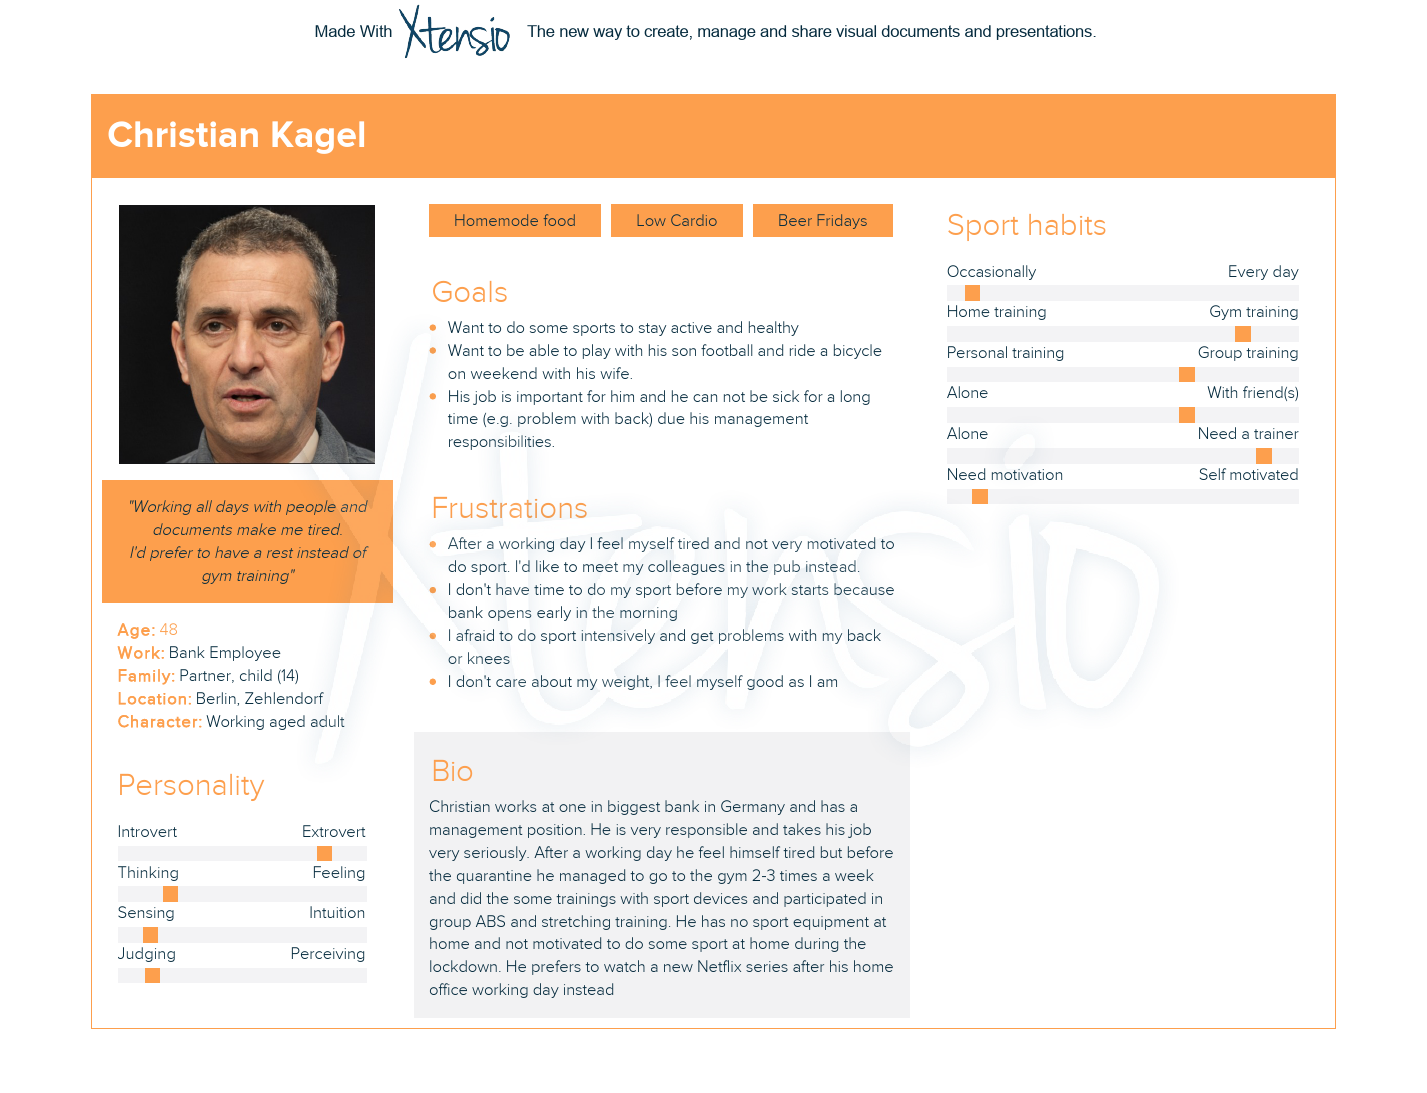 Made With Xtensio The new way to create, manage and share visual documents and presentations.
Christian Kagel
"Working all days with people and
documents make me tired.
I'd prefer to have a rest instead of
gym training"
Age: 48
Work: Bank Employee
Family: Partner, child (14)
Location: Berlin, Zehlendorf
Character: Working aged adult
Personality
Introvert Extrovert
Thinking Feeling
Sensing Intuition
Judging Perceiving
Homemode food Low Cardio Beer Fridays
Goals
Want to do some sports to stay active and healthy
Want to be able to play with his son football and ride a bicycle
on weekend with his wife.
His job is important for him and he can not be sick for a long
time (e.g. problem with back) due his management
responsibilities.
Frustrations
After a working day I feel myself tired and not very motivated to
do sport. I'd like to meet my colleagues in the pub instead.
I don't have time to do my sport before my work starts because
bank opens early in the morning
I afraid to do sport intensively and get problems with my back
or knees
I don't care about my weight, I feel myself good as I am
Bio
Christian works at one in biggest bank in Germany and has a
management position. He is very responsible and takes his job
very seriously. After a working day he feel himself tired but before
the quarantine he managed to go to the gym 2-3 times a week
and did the some trainings with sport devices and participated in
group ABS and stretching training. He has no sport equipment at
home and not motivated to do some sport at home during the
lockdown. He prefers to watch a new Netflix series after his home
office working day instead
Sport habits
Occasionally Every day
Home training Gym training
Personal training Group training
Alone With friend(s)
Alone Need a trainer
Need motivation Self motivated
Xtensio